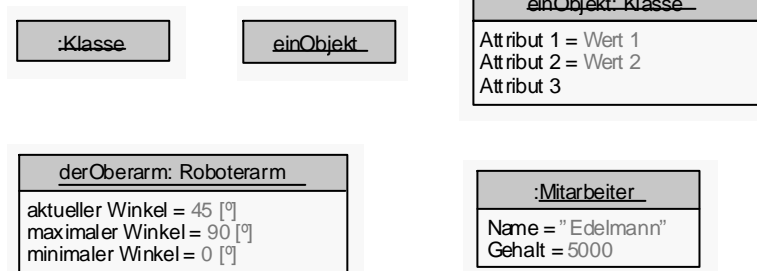 :Klasse
einObjekt
einObjekt: Klasse
Attribut 1 = Wert 1
Attribut 2 = Wert 2
Attribut 3
derOberarm: Roboterarm
aktueller Winkel = 45 [º]
maximaler Winkel = 90 [º]
minimaler Winkel = 0 [º]
:Mitarbeiter
Name = ” Edelmann”
Gehalt = 5000